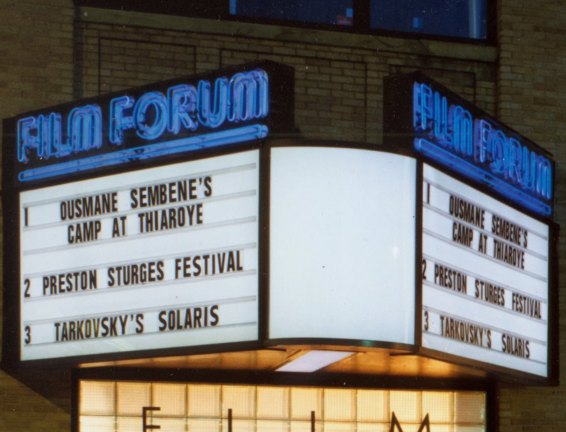 FILM FORUM
1 OUSMANE SEMBENE'S
CAMP AT THIAROYE
2 PRESTON STURGES FESTIVAL
3 TARKOVSKY'S SOLARIS
FILM FORUM
1 OUSMANE SEMBENE'S
CAMP AT THIAROYE
2 PRESTON STURGES FESTIVAL
3 TARKOVSKY'S SOLARIS
FILM